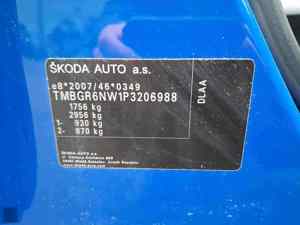 ŠKODA AUTO a.s.
e8*2007/46*0349
TMBGR6NW1P3206988
1756 kg
2956 kg
1- 930 kg
2- 870 kg
DLAA
ŠKODA AUTO a.s.